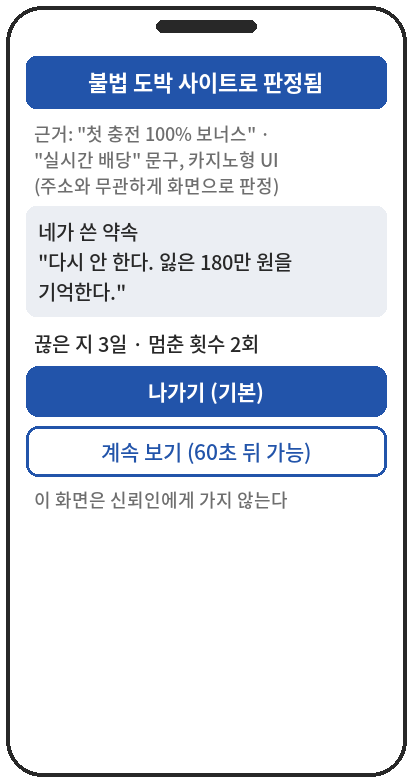 불법 도박 사이트로 판정됨
근거: "첫 충전 100% 보너스" ·
"실시간 배당" 문구, 카지노형 UI
(주소와 무관하게 화면으로 판정)
네가 쓴 약속
"다시 안 한다. 잃은 180만 원을
기억한다."
끊은 지 3일 · 멈춘 횟수 2회
나가기 (기본)
계속 보기 (60초 뒤 가능)
이 화면은 신뢰인에게 가지 않는다